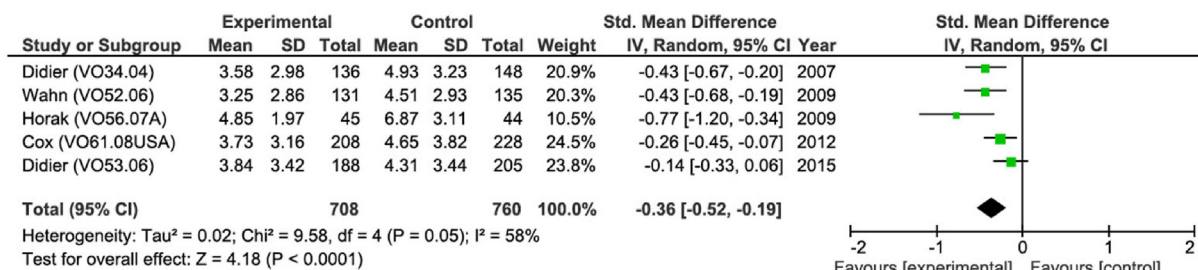 Experimental Control Std. Mean Difference Std. Mean Difference
Study or Subgroup Mean SD Total Mean SD Total Weight IV, Random, 95% CI Year IV, Random, 95% CI
Didier (VO34.04) 3.58 2.98 136 4.93 3.23 148 20.9% -0.43 [-0.67, -0.20] 2007
Wahn (VO52.06) 3.25 2.86 131 4.51 2.93 135 20.3% -0.43 [-0.68, -0.19] 2009
Horak (VO56.07A) 4.85 1.97 45 6.87 3.11 44 10.5% -0.77 [-1.20, -0.34] 2009
Cox (VO61.08USA) 3.73 3.16 208 4.65 3.82 228 24.5% -0.26 [-0.45, -0.07] 2012
Didier (VO53.06) 3.84 3.42 188 4.31 3.44 205 23.8% -0.14 [-0.33, 0.06] 2015
Total (95% CI) 708 760 100.0% -0.36 [-0.52, -0.19]
Heterogeneity: Tau² = 0.02; Chi² = 9.58, df = 4 (P = 0.05); I² = 58%
Test for overall effect: Z = 4.18 (P < 0.0001)
-2 -1 0 1 2
Favours [experimental] Favours [control]